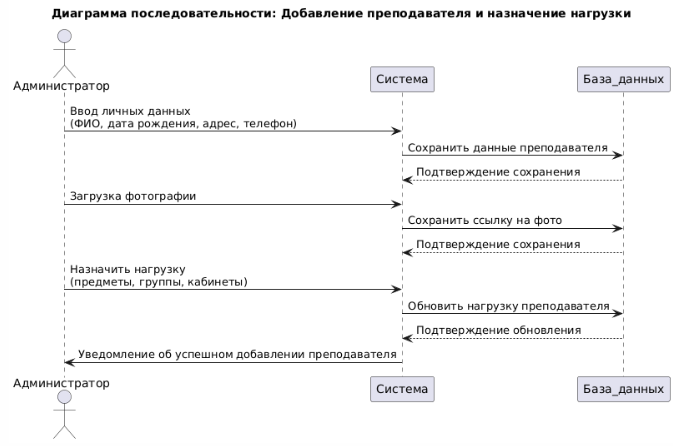 Диаграмма последовательности: Добавление преподавателя и назначение нагрузки
Администратор
Система
База_данных
Ввод личных данных
(ФИО, дата рождения, адрес, телефон)
Сохранить данные преподавателя
Подтверждение сохранения
Загрузка фотографии
Сохранить ссылку на фото
Подтверждение сохранения
Назначить нагрузку
(предметы, группы, кабинеты)
Обновить нагрузку преподавателя
Подтверждение обновления
Уведомление об успешном добавлении преподавателя
Администратор
Система
База_данных